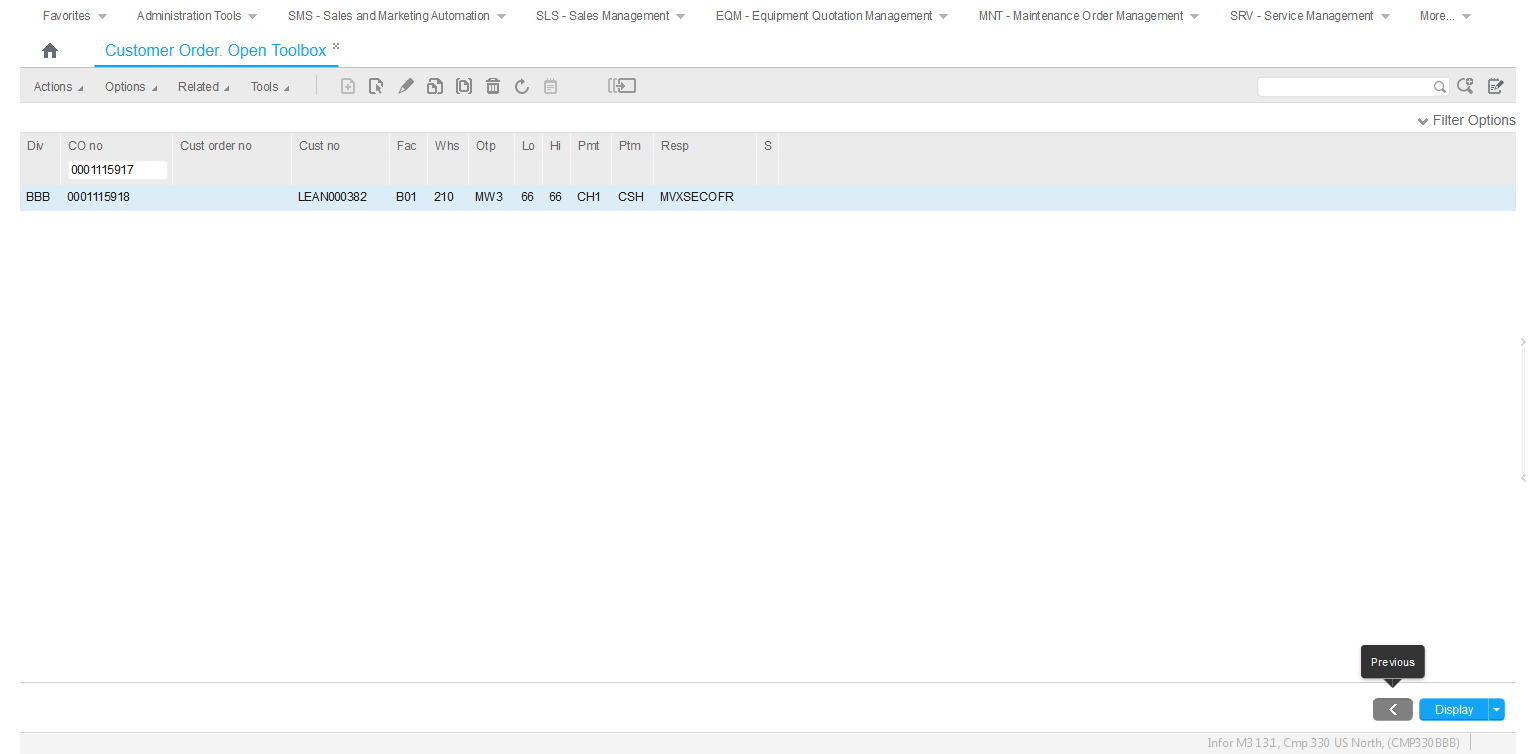 Favorites Administration Tools SMS - Sales and Marketing Automation SLS - Sales Management EQM - Equipment Quotation Management MNT - Maintenance Order Management SRV - Service Management More...
Customer Order. Open Toolbox
Actions Options Related Tools
Filter Options
Div CO no Cust order no Cust no Fac Whs Otp Lo Hi Pmt Ptm Resp S
0001115917
BBB 0001115918 LEAN000382 B01 210 MW3 66 66 CH1 CSH MVXSECOFR
Previous
Display
Infor M3 13.1, Cmp 330 US North, (CMP330BBB)